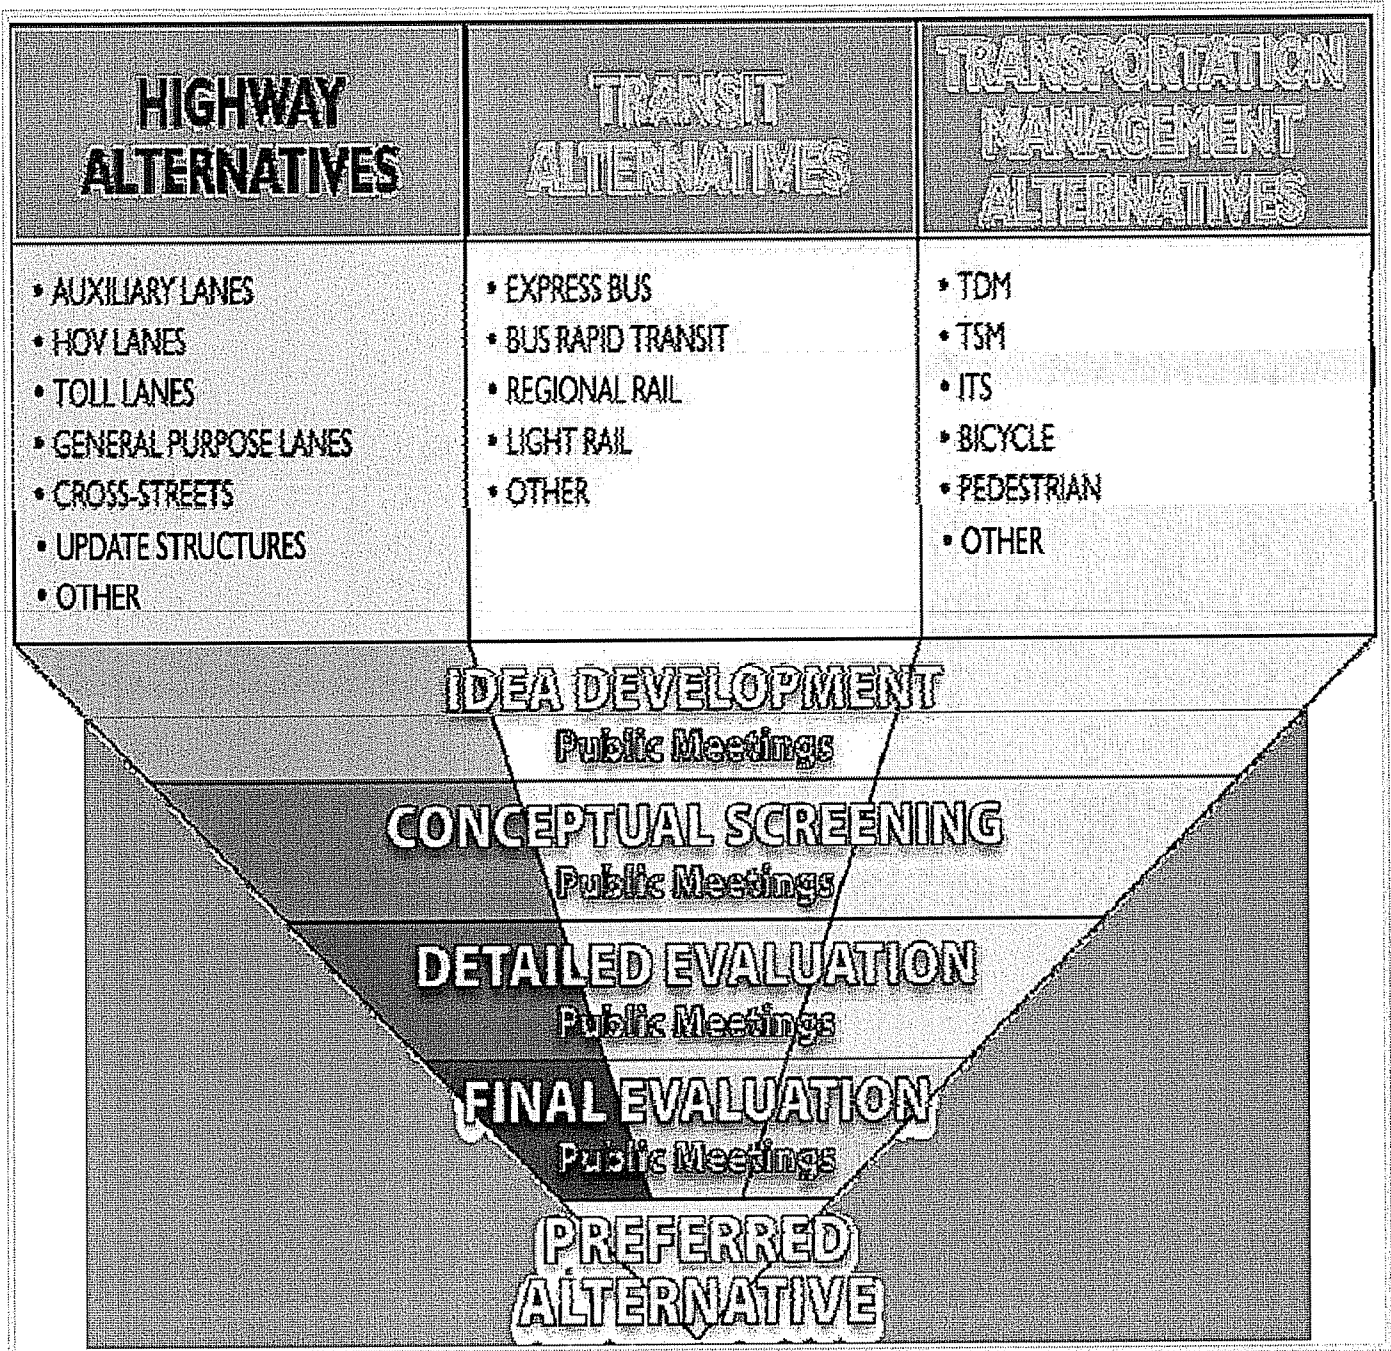 HIGHWAY
ALTERNATIVES
• AUXILIARY LANES
• HOV LANES
• TOLL LANES
• GENERAL PURPOSE LANES
• CROSS-STREETS
• UPDATE STRUCTURES
• OTHER
TRANSIT
ALTERNATIVES
• EXPRESS BUS
• BUS RAPID TRANSIT
• REGIONAL RAIL
• LIGHT RAIL
• OTHER
TRANSPORTATION
MANAGEMENT
ALTERNATIVES
• TDM
• TSM
• ITS
• BICYCLE
• PEDESTRIAN
• OTHER
IDEA DEVELOPMENT
Public Meetings
CONCEPTUAL SCREENING
Public Meetings
DETAILED EVALUATION
Public Meetings
FINAL EVALUATION
Public Meetings
PREFERRED
ALTERNATIVE